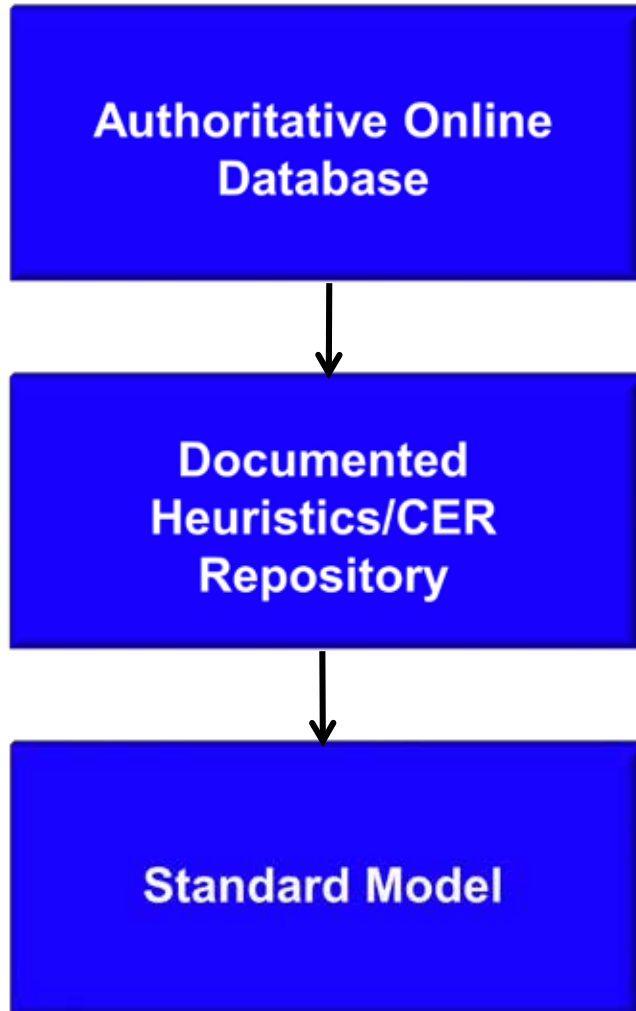 Authoritative Online
Database
Documented
Heuristics/CER
Repository
Standard Model